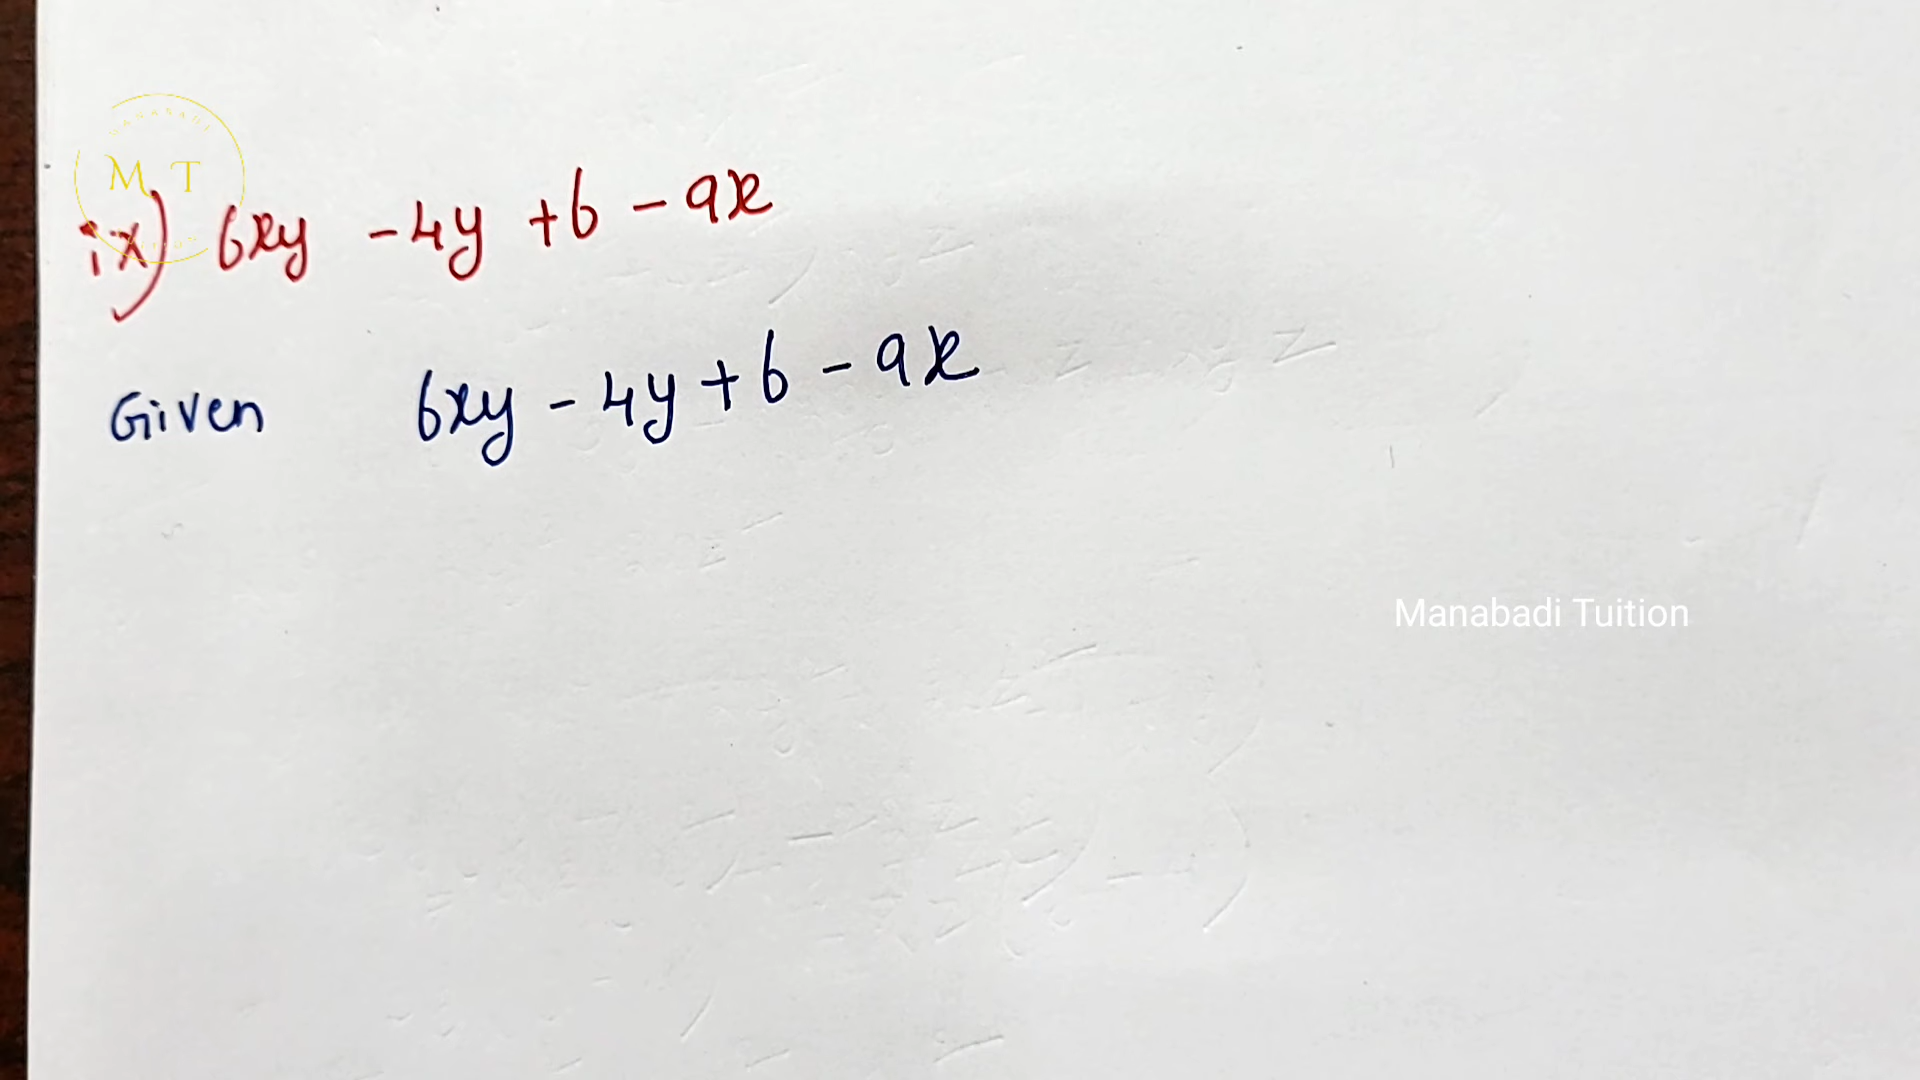 M T
ix) 6xy - 4y + 6 - 9x
Given 6xy - 4y + 6 - 9x
Manabadi Tuition